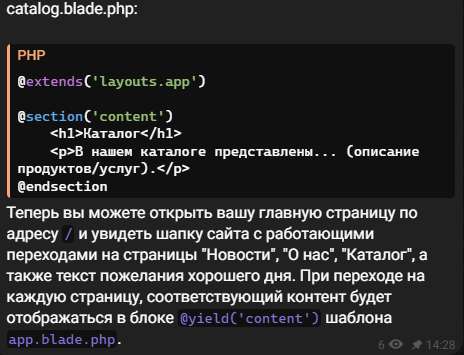 catalog.blade.php:
PHP
@extends('layouts.app')
@section('content')
    <h1>Каталог</h1>
    <p>В нашем каталоге представлены... (описание
продуктов/услуг).</p>
@endsection
Теперь вы можете открыть вашу главную страницу по
адресу / и увидеть шапку сайта с работающими
переходами на страницы "Новости", "О нас", "Каталог", а
также текст пожелания хорошего дня. При переходе на
каждую страницу, соответствующий контент будет
отображаться в блоке @yield('content') шаблона
app.blade.php.
6 14:28